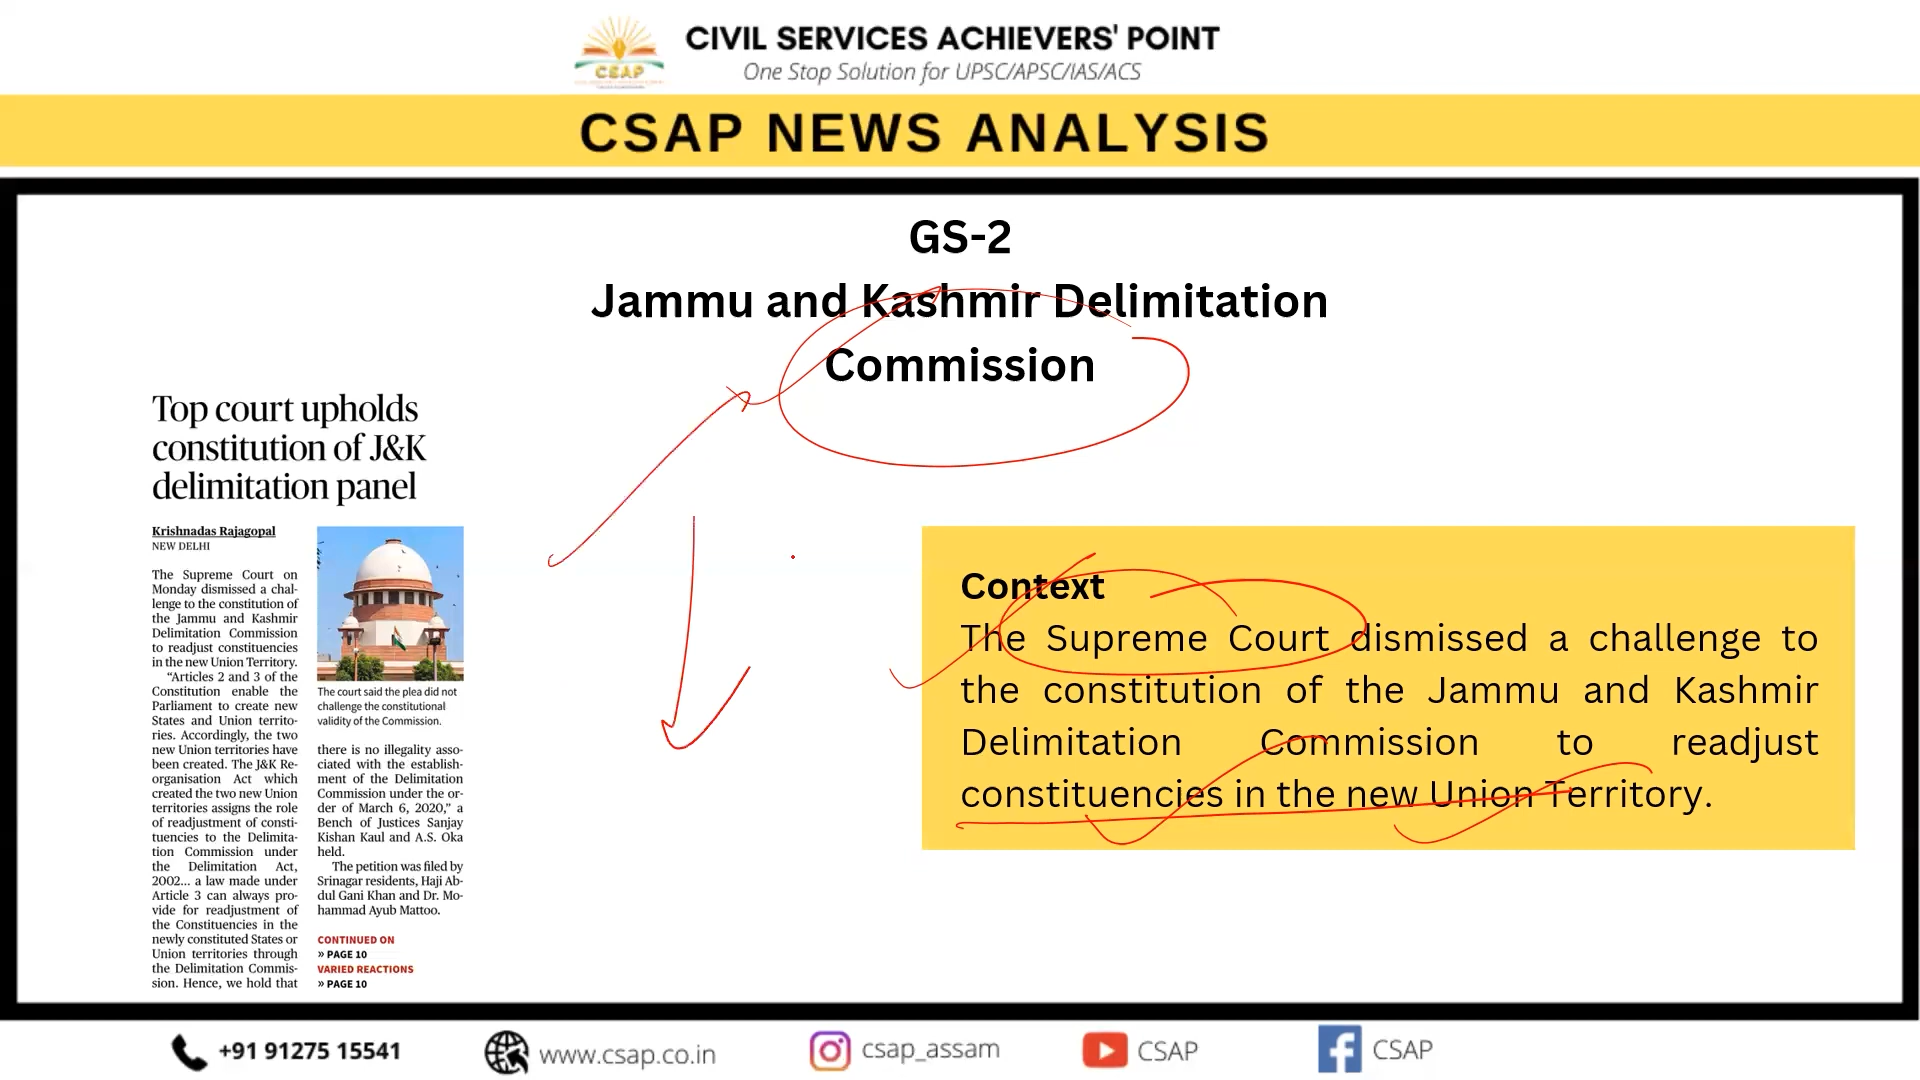 CSAP
CIVIL SERVICES ACHIEVERS' POINT
One Stop Solution for UPSC/APSC/IAS/ACS
CSAP NEWS ANALYSIS
GS-2
Jammu and Kashmir Delimitation
Commission
Top court upholds
constitution of J&K
delimitation panel
Krishnadas Rajagopal
NEW DELHI
The Supreme Court on
Monday dismissed a chal-
lenge to the constitution of
the Jammu and Kashmir
Delimitation Commission
to readjust constituencies
in the new Union Territory.
“Articles 2 and 3 of the
Constitution enable the
Parliament to create new
States and Union territo-
ries. Accordingly, the two
new Union territories have
been created. The J&K Re-
organisation Act which
created the two new Union
territories assigns the role
of readjustment of consti-
tuencies to the Delimita-
tion Commission under
the Delimitation Act,
2002... a law made under
Article 3 can always pro-
vide for readjustment of
the Constituencies in the
newly constituted States or
Union territories through
the Delimitation Commis-
sion. Hence, we hold that
The court said the plea did not
challenge the constitutional
validity of the Commission.
there is no illegality asso-
ciated with the establish-
ment of the Delimitation
Commission under the or-
der of March 6, 2020,” a
Bench of Justices Sanjay
Kishan Kaul and A.S. Oka
held.
The petition was filed by
Srinagar residents, Haji Ab-
dul Gani Khan and Dr. Mo-
hammad Ayub Mattoo.
CONTINUED ON
» PAGE 10
VARIED REACTIONS
» PAGE 10
Context
The Supreme Court dismissed a challenge to
the constitution of the Jammu and Kashmir
Delimitation Commission to readjust
constituencies in the new Union Territory.
+91 91275 15541
www.csap.co.in
csap_assam
CSAP
CSAP